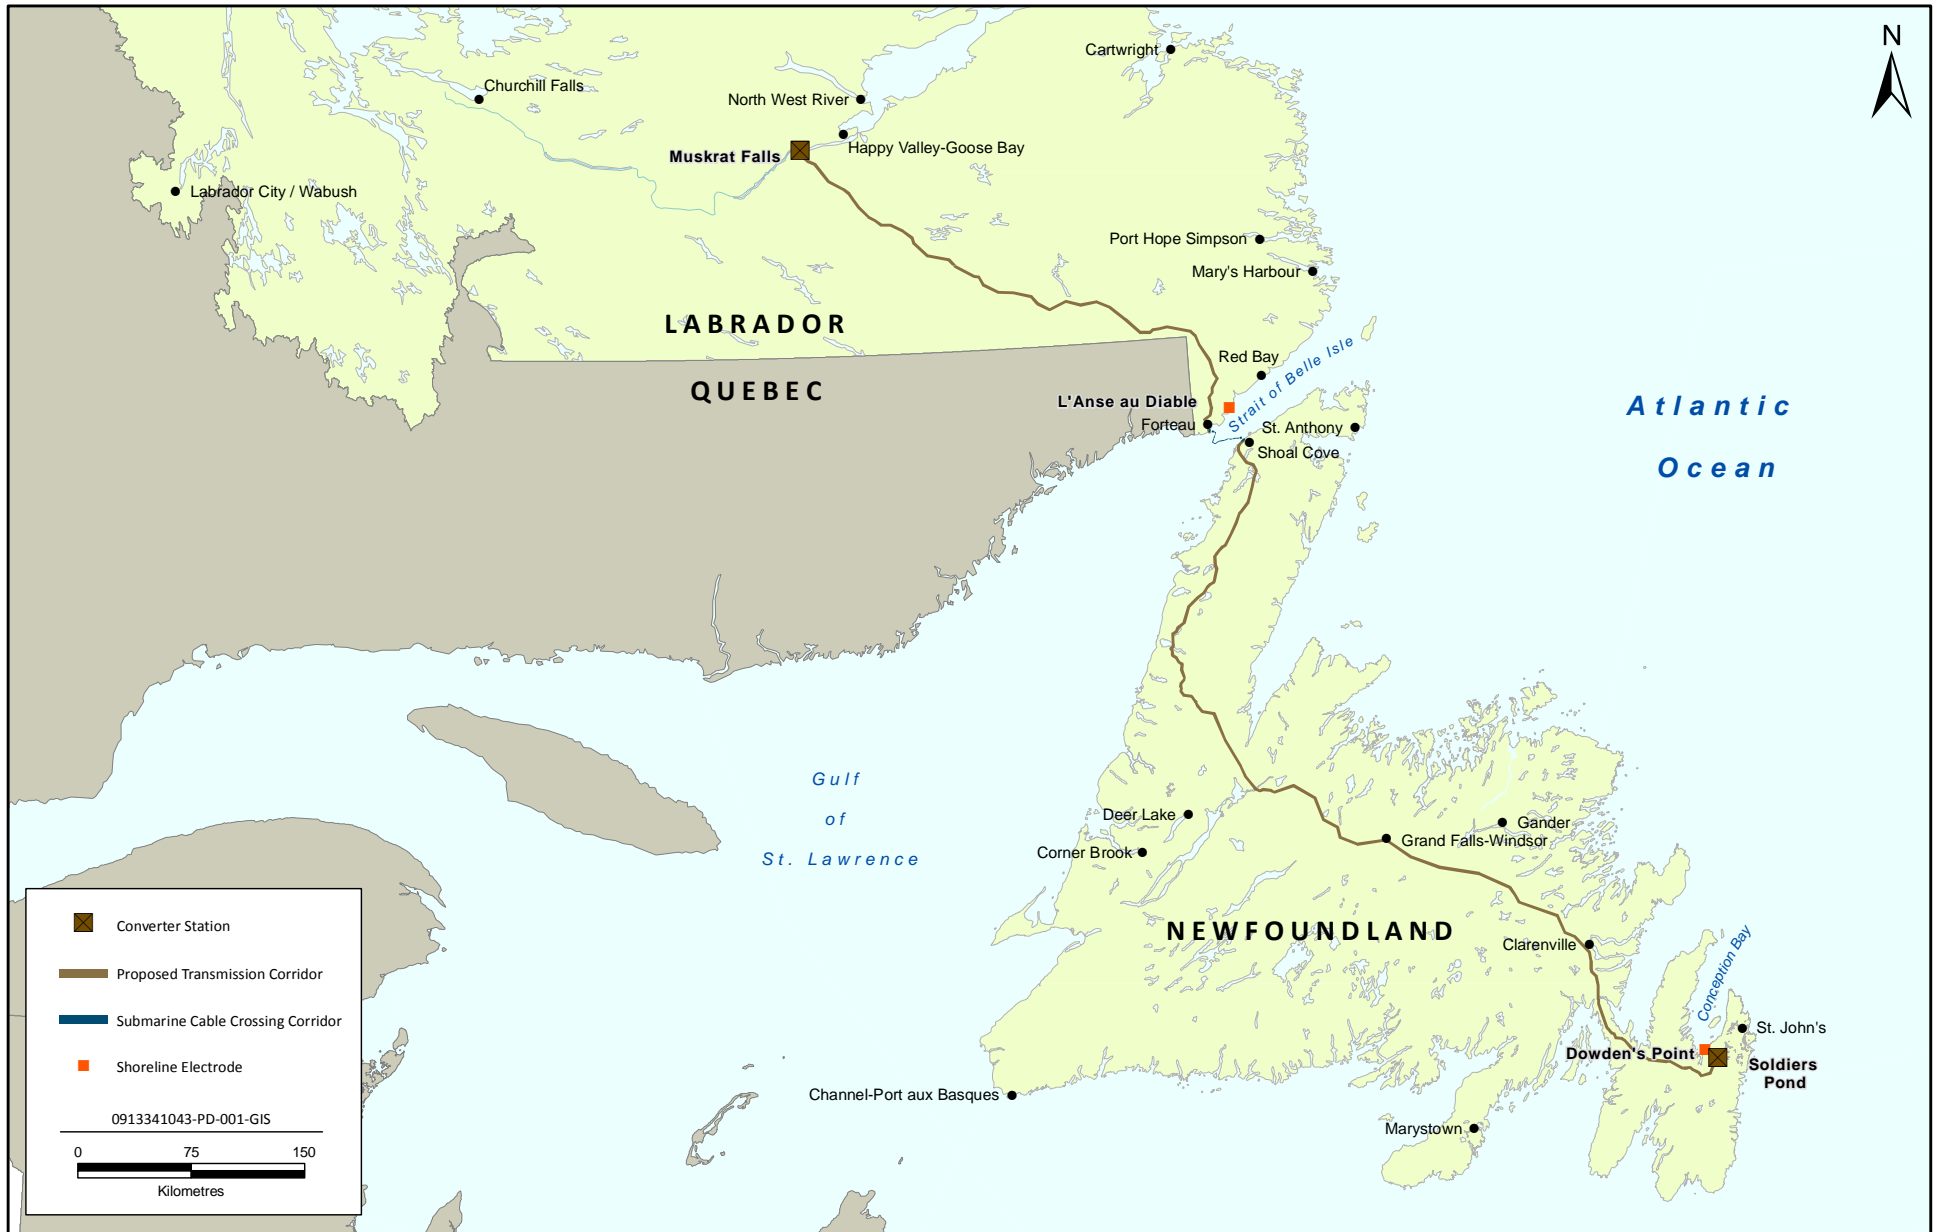 N
Cartwright
Churchill Falls
North West River
Happy Valley-Goose Bay
Muskrat Falls
Labrador City / Wabush
Port Hope Simpson
Mary's Harbour
LABRADOR
Strait of Belle Isle
Red Bay
QUEBEC
L'Anse au Diable
Forteau
St. Anthony
Shoal Cove
Atlantic
Ocean
Gulf
of
St. Lawrence
Deer Lake
Corner Brook
Gander
Grand Falls-Windsor
NEWFOUNDLAND
Clarenville
Conception Bay
St. John's
Dowden's Point
Soldiers
Pond
Channel-Port aux Basques
Marystown
Converter Station
Proposed Transmission Corridor
Submarine Cable Crossing Corridor
Shoreline Electrode
0913341043-PD-001-GIS
0 75 150
Kilometres